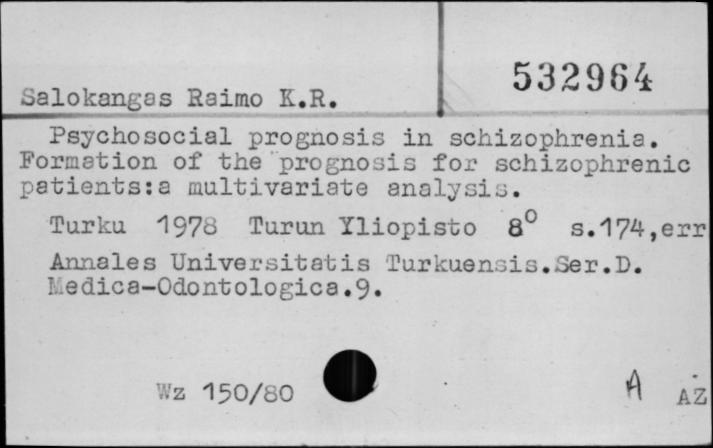 532964
Salokangas Raimo K.R.
Psychosocial prognosis in schizophrenia.
Formation of the prognosis for schizophrenic
patients:a multivariate analysis.
Turku 1978 Turun Yliopisto 8° s.174,err
Annales Universitatis Turkuensis.Ser.D.
Medica-Odontologica.9.
Wz 150/80 A AZ